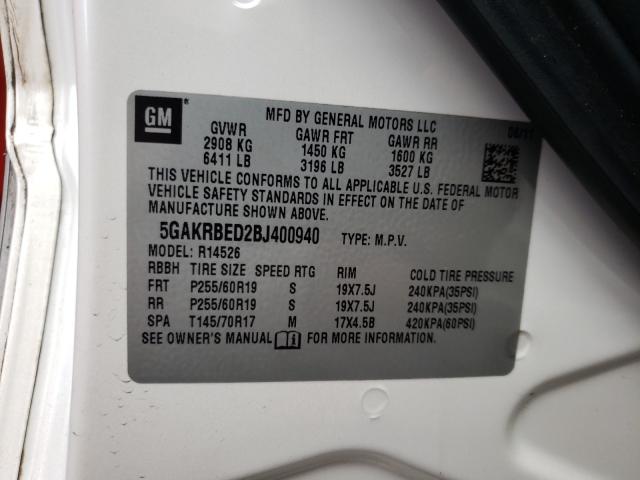 GM
MFD BY GENERAL MOTORS LLC
GVWR GAWR FRT GAWR RR
2908 KG 1450 KG 1600 KG
6411 LB 3196 LB 3527 LB
THIS VEHICLE CONFORMS TO ALL APPLICABLE U.S. FEDERAL MOTOR
VEHICLE SAFETY STANDARDS IN EFFECT ON THE DATE OF
MANUFACTURE SHOWN ABOVE.
5GAKRBED2BJ400940 TYPE: M.P.V.
MODEL: R14526
RBBH TIRE SIZE SPEED RTG RIM COLD TIRE PRESSURE
FRT P255/60R19 S 19X7.5J 240KPA(35PSI)
RR P255/60R19 S 19X7.5J 240KPA(35PSI)
SPA T145/70R17 M 17X4.5B 420KPA(60PSI)
SEE OWNER'S MANUAL FOR MORE INFORMATION.